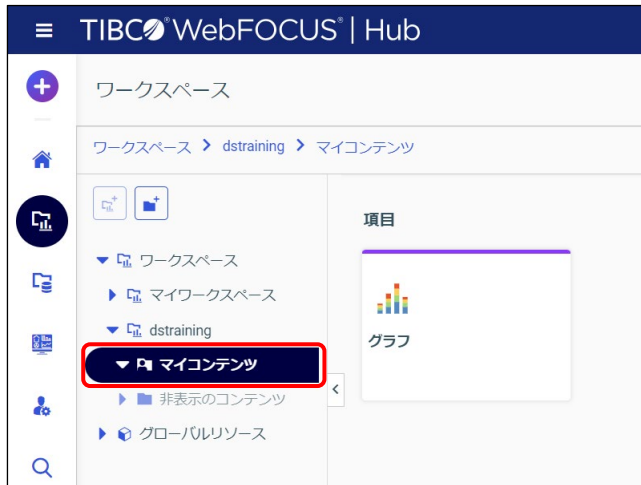 TIBCO® WebFOCUS® | Hub
ワークスペース
ワークスペース > dstraining > マイコンテンツ
項目
ワークスペース
マイワークスペース
dstraining
グラフ
マイコンテンツ
非表示のコンテンツ
グローバルリソース